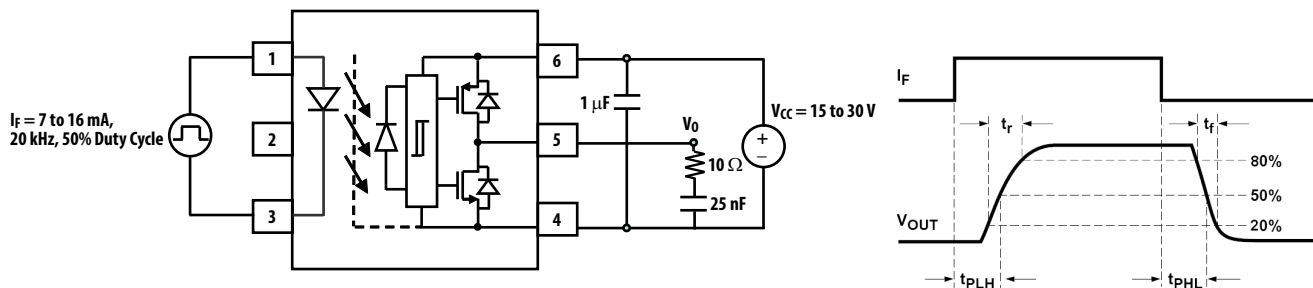 I_F = 7 to 16 mA,
20 kHz, 50% Duty Cycle
1
2
3
6
5
4
1 μF
V_O
10 Ω
25 nF
V_CC = 15 to 30 V
+
−
I_F
t_r
t_f
80%
50%
20%
V_OUT
t_PLH
t_PHL